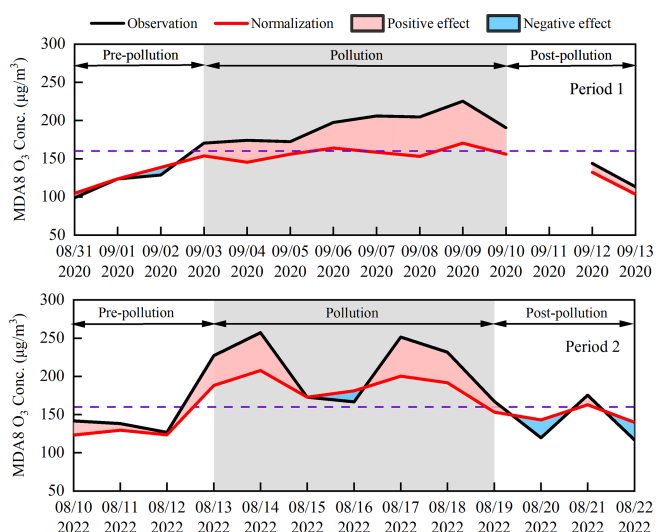 Observation Normalization Positive effect Negative effect
MDA8 O3 Conc. (μg/m³)
300
250
200
150
100
50
Pre-pollution Pollution Post-pollution
Period 1
08/31 09/01 09/02 09/03 09/04 09/05 09/06 09/07 09/08 09/09 09/10 09/11 09/12 09/13
2020 2020 2020 2020 2020 2020 2020 2020 2020 2020 2020 2020 2020 2020
MDA8 O3 Conc. (μg/m³)
300
250
200
150
100
50
Pre-pollution Pollution Post-pollution
Period 2
08/10 08/11 08/12 08/13 08/14 08/15 08/16 08/17 08/18 08/19 08/20 08/21 08/22
2022 2022 2022 2022 2022 2022 2022 2022 2022 2022 2022 2022 2022